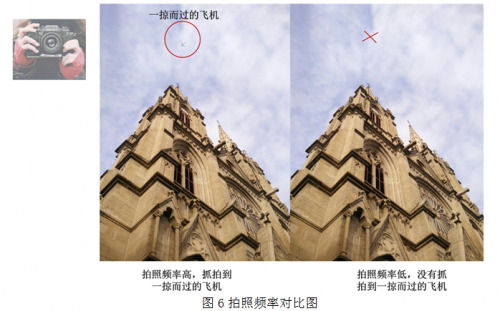 一掠而过的飞机
拍照频率高，抓拍到
一掠而过的飞机
拍照频率低，没有抓
拍到一掠而过的飞机
图 6 拍照频率对比图